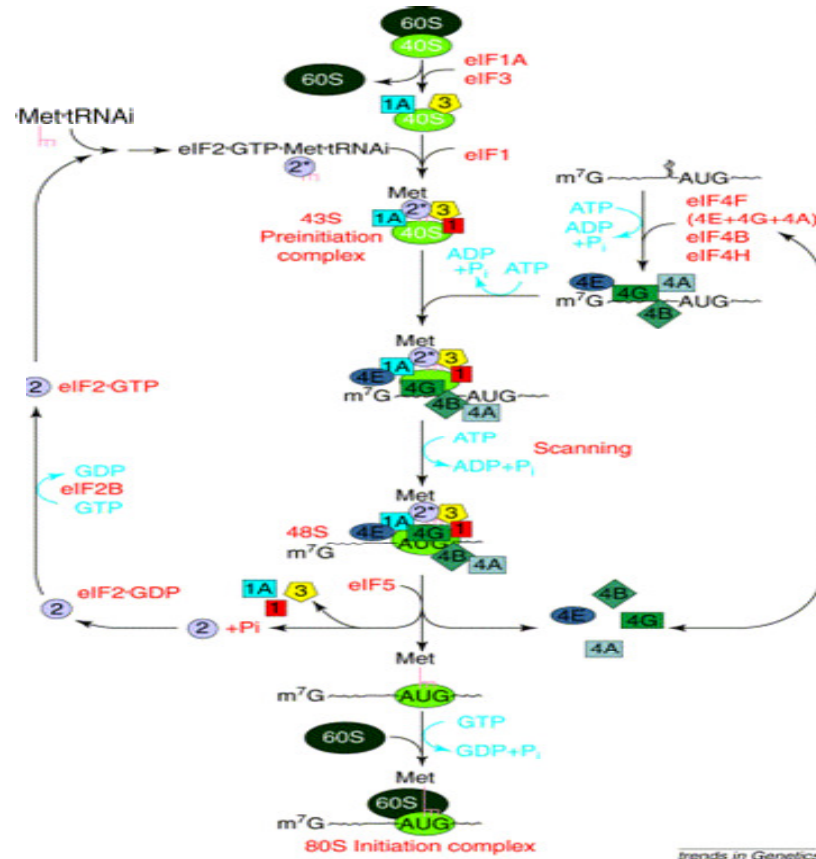 60S
40S
60S
eIF1A
eIF3
1A 3
40S
·Met·tRNAi
eIF2·GTP·Met·tRNAi
2*
eIF1
Met
1A 2* 3
1
40S
43S
Preinitiation
complex
m⁷G AUG
ATP
ADP
+Pi
eIF4F
(4E+4G+4A)
eIF4B
eIF4H
4E 4G 4A
m⁷G AUG
4B
ADP
+Pi ATP
Met
1A 2* 3
4E 4G 1
m⁷G AUG
4B 4A
2 eIF2·GTP
ATP
ADP+Pi
Scanning
GDP
eIF2B
GTP
Met
48S
1A 2* 3
4E 4G 1
m⁷G AUG
4B 4A
eIF2·GDP
2
2 +Pi
1A 3
1
eIF5
4B
4E 4G
4A
Met
m⁷G AUG
60S
GTP
GDP+Pi
Met
60S
m⁷G AUG
80S Initiation complex
trends in Genetics